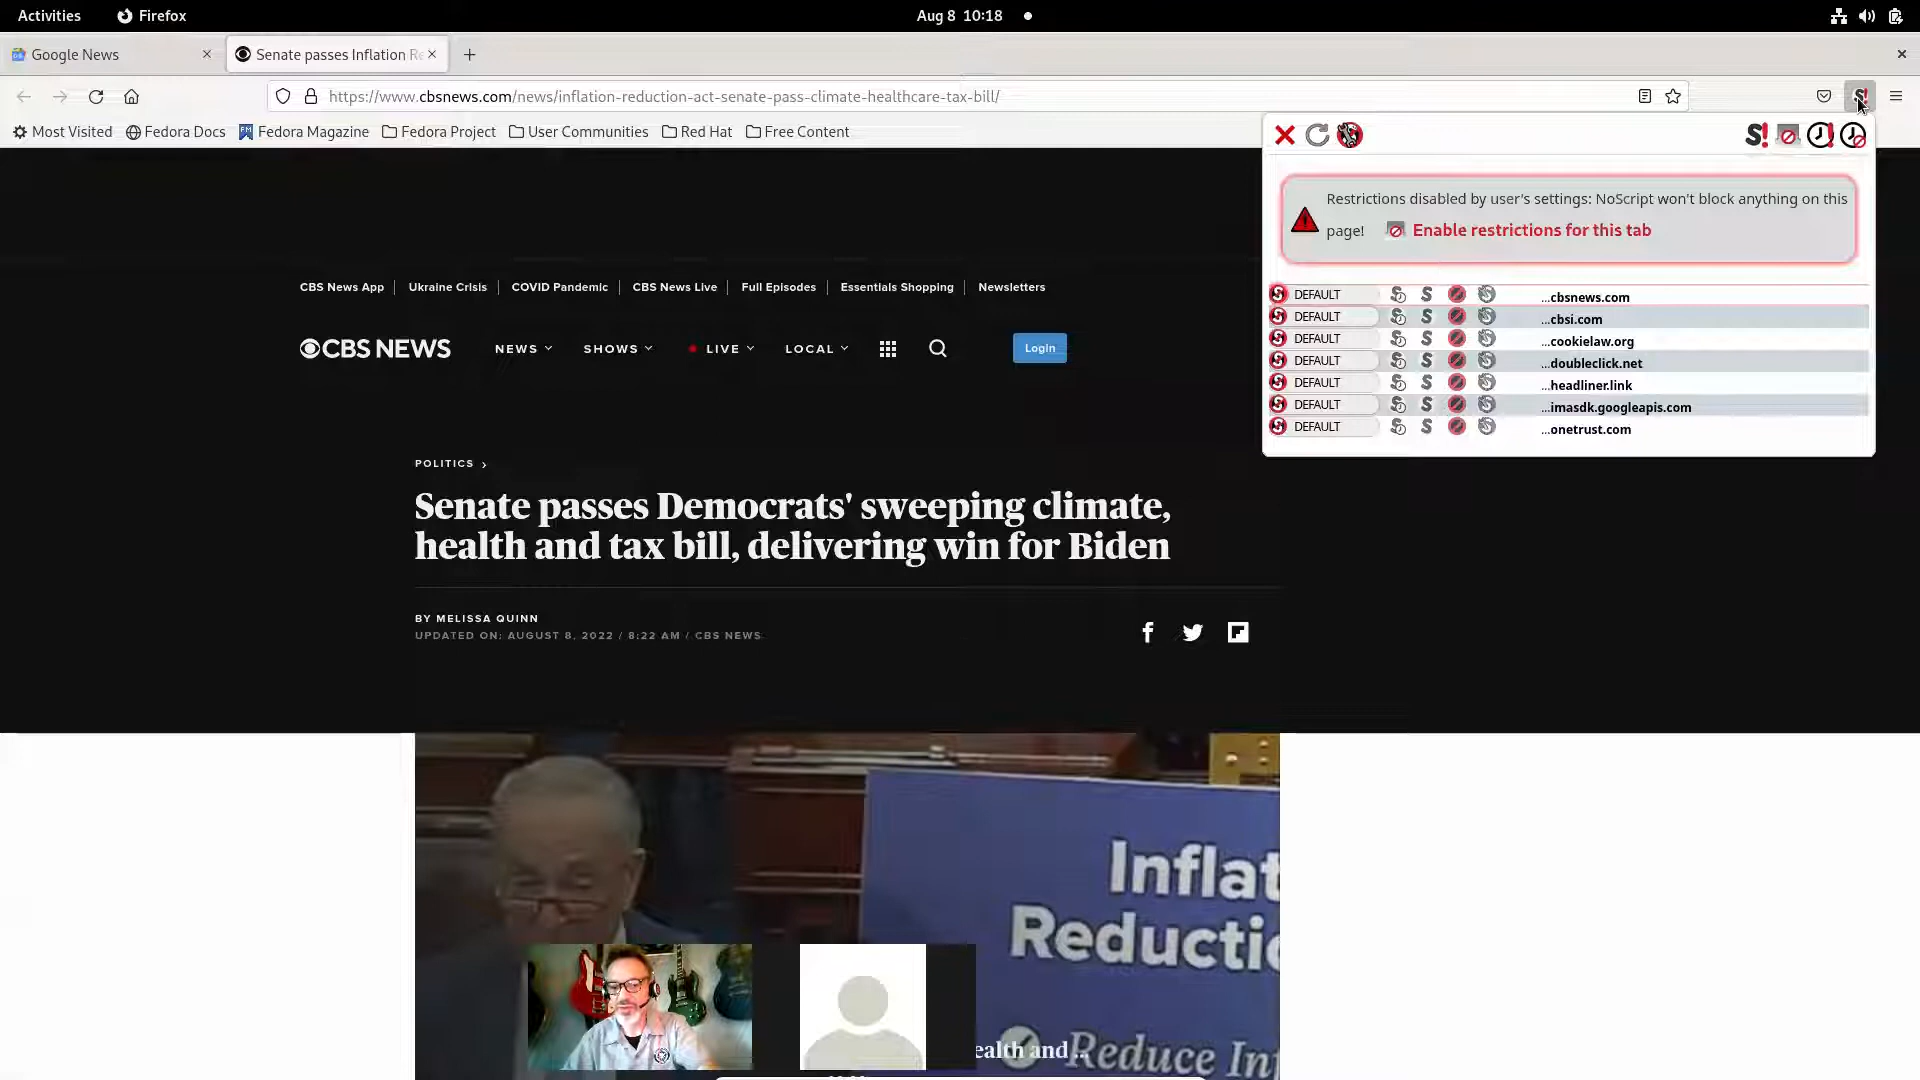 Activities
Firefox
Aug 8 10:18
Google News
Senate passes Inflation Re
https://www.cbsnews.com/news/inflation-reduction-act-senate-pass-climate-healthcare-tax-bill/
Most Visited
Fedora Docs
Fedora Magazine
Fedora Project
User Communities
Red Hat
Free Content
Restrictions disabled by user's settings: NoScript won't block anything on this
page! Enable restrictions for this tab
DEFAULT ...cbsnews.com
DEFAULT ...cbsi.com
DEFAULT ...cookielaw.org
DEFAULT ...doubleclick.net
DEFAULT ...headliner.link
DEFAULT ...imasdk.googleapis.com
DEFAULT ...onetrust.com
CBS News App
Ukraine Crisis
COVID Pandemic
CBS News Live
Full Episodes
Essentials Shopping
Newsletters
CBS NEWS
NEWS
SHOWS
LIVE
LOCAL
Login
POLITICS
Senate passes Democrats' sweeping climate,
health and tax bill, delivering win for Biden
BY MELISSA QUINN
UPDATED ON: AUGUST 8, 2022 / 8:22 AM / CBS NEWS
Inflat
Reductio
ealth and ...
Reduce Inf